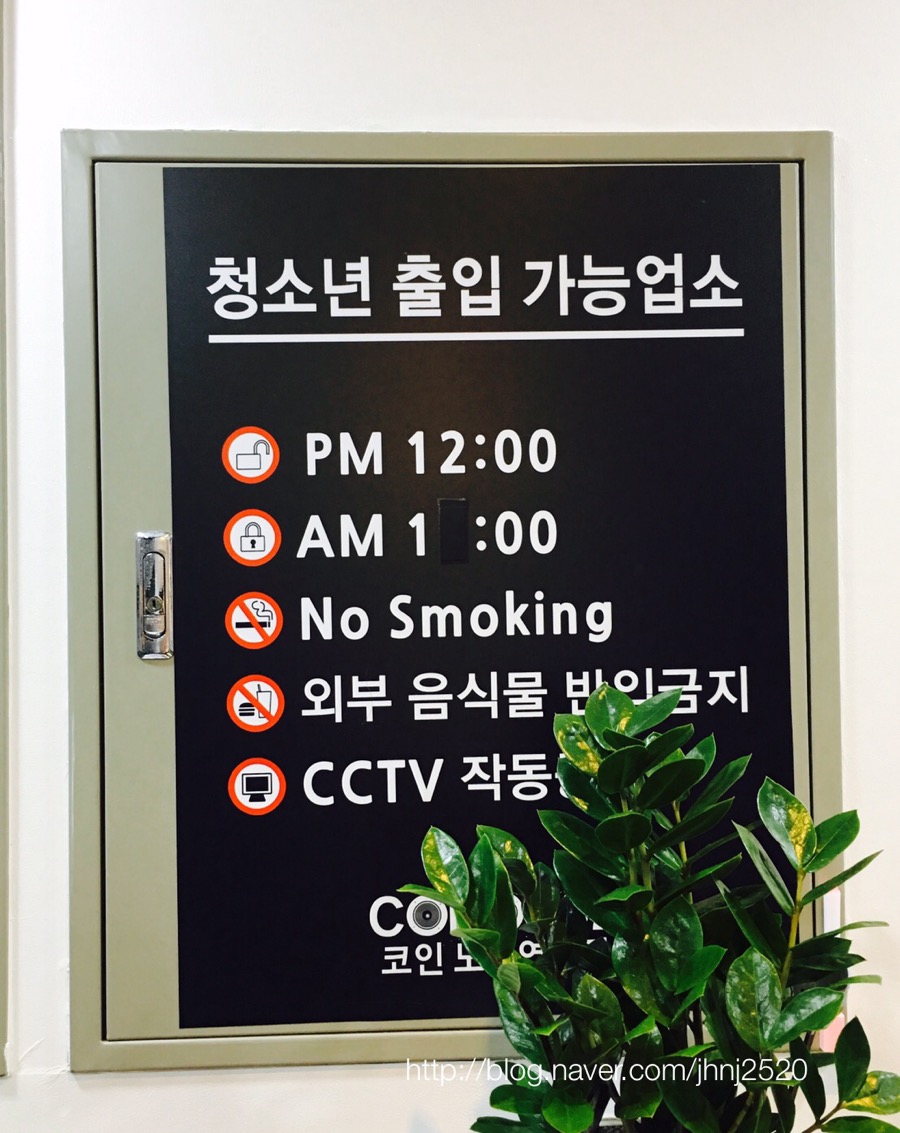 청소년 출입 가능업소
PM 12:00
AM 1 :00
No Smoking
외부 음식물 반입금지
CCTV 작동
코인
http://blog.naver.com/jhnj2520